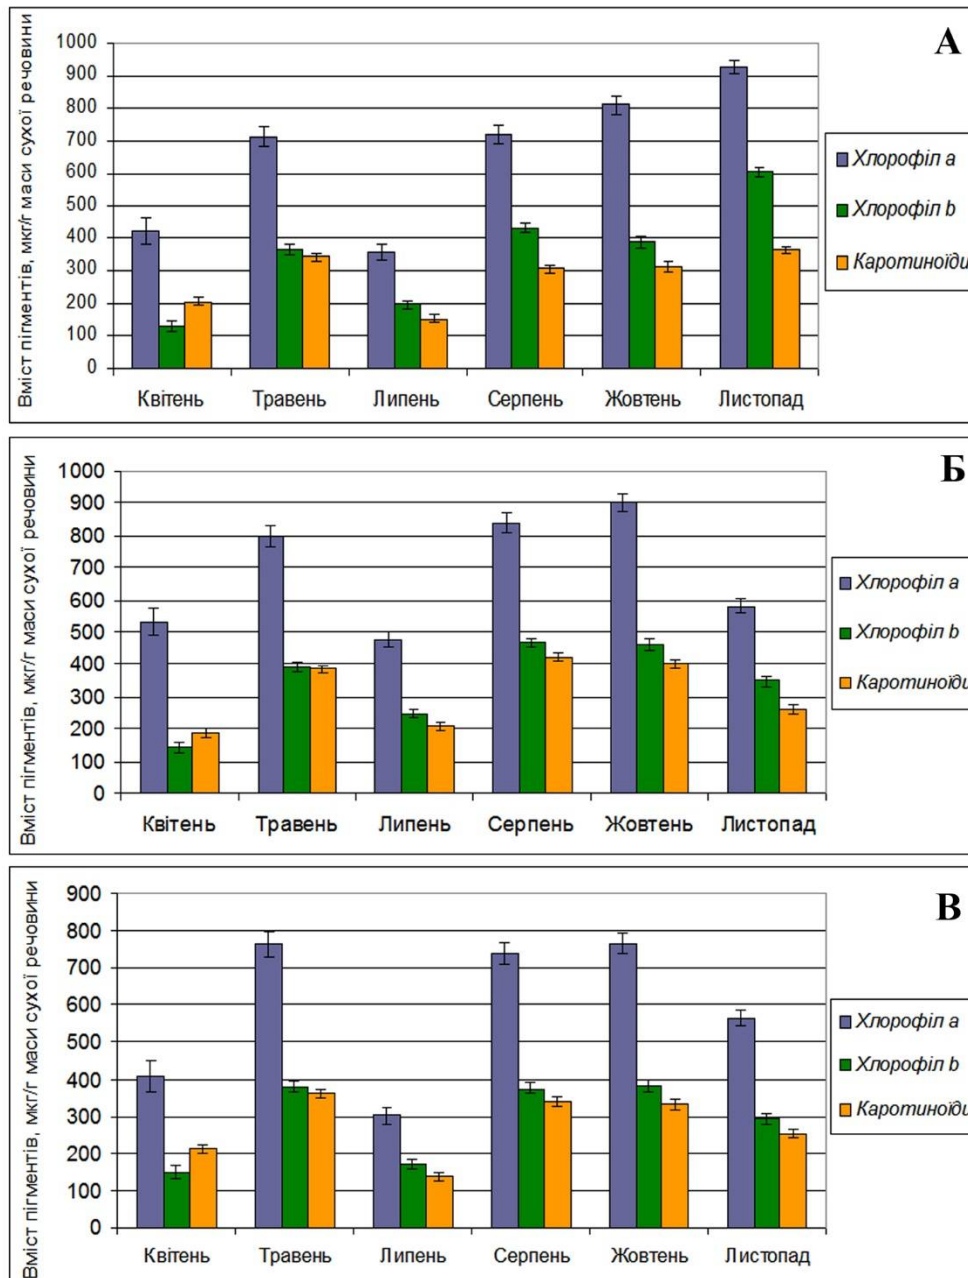 А
Вміст пігментів, мкг/г маси сухої речовини
1000
900
800
700
600
500
400
300
200
100
0
Квітень Травень Липень Серпень Жовтень Листопад
Хлорофіл a
Хлорофіл b
Каротиноїди
Б
Вміст пігментів, мкг/г маси сухої речовини
1000
900
800
700
600
500
400
300
200
100
0
Квітень Травень Липень Серпень Жовтень Листопад
Хлорофіл a
Хлорофіл b
Каротиноїди
В
Вміст пігментів, мкг/г маси сухої речовини
900
800
700
600
500
400
300
200
100
0
Квітень Травень Липень Серпень Жовтень Листопад
Хлорофіл a
Хлорофіл b
Каротиноїди